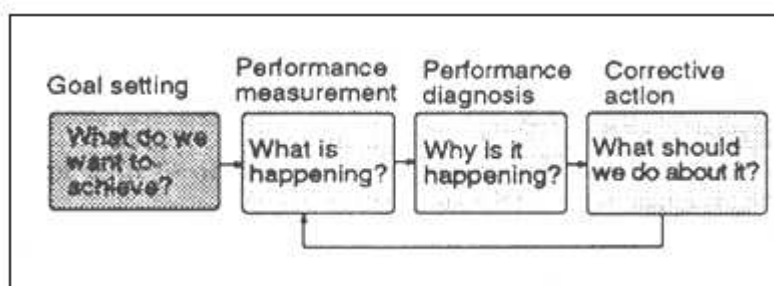 Goal setting
What do we
want to
achieve?
Performance
measurement
What is
happening?
Performance
diagnosis
Why is it
happening?
Corrective
action
What should
we do about it?